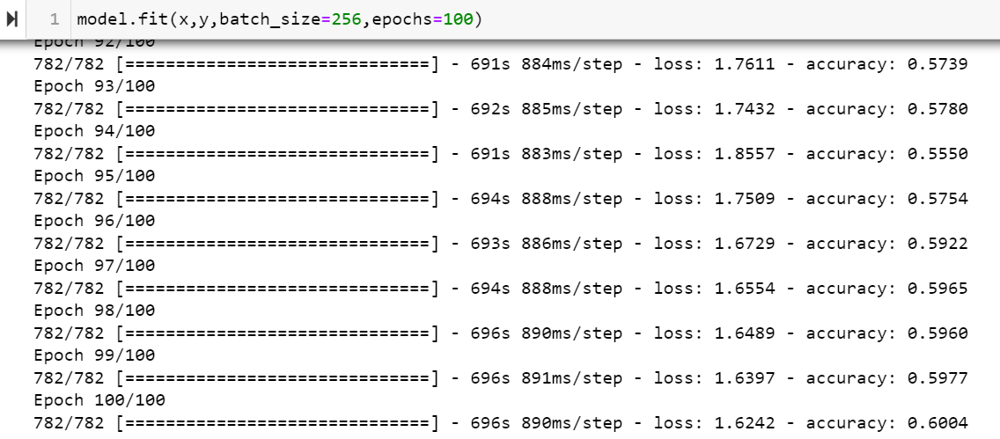 1 model.fit(x,y,batch_size=256,epochs=100)
Epoch 92/100
782/782 [==============================] - 691s 884ms/step - loss: 1.7611 - accuracy: 0.5739
Epoch 93/100
782/782 [==============================] - 692s 885ms/step - loss: 1.7432 - accuracy: 0.5780
Epoch 94/100
782/782 [==============================] - 691s 883ms/step - loss: 1.8557 - accuracy: 0.5550
Epoch 95/100
782/782 [==============================] - 694s 888ms/step - loss: 1.7509 - accuracy: 0.5754
Epoch 96/100
782/782 [==============================] - 693s 886ms/step - loss: 1.6729 - accuracy: 0.5922
Epoch 97/100
782/782 [==============================] - 694s 888ms/step - loss: 1.6554 - accuracy: 0.5965
Epoch 98/100
782/782 [==============================] - 696s 890ms/step - loss: 1.6489 - accuracy: 0.5960
Epoch 99/100
782/782 [==============================] - 696s 891ms/step - loss: 1.6397 - accuracy: 0.5977
Epoch 100/100
782/782 [==============================] - 696s 890ms/step - loss: 1.6242 - accuracy: 0.6004